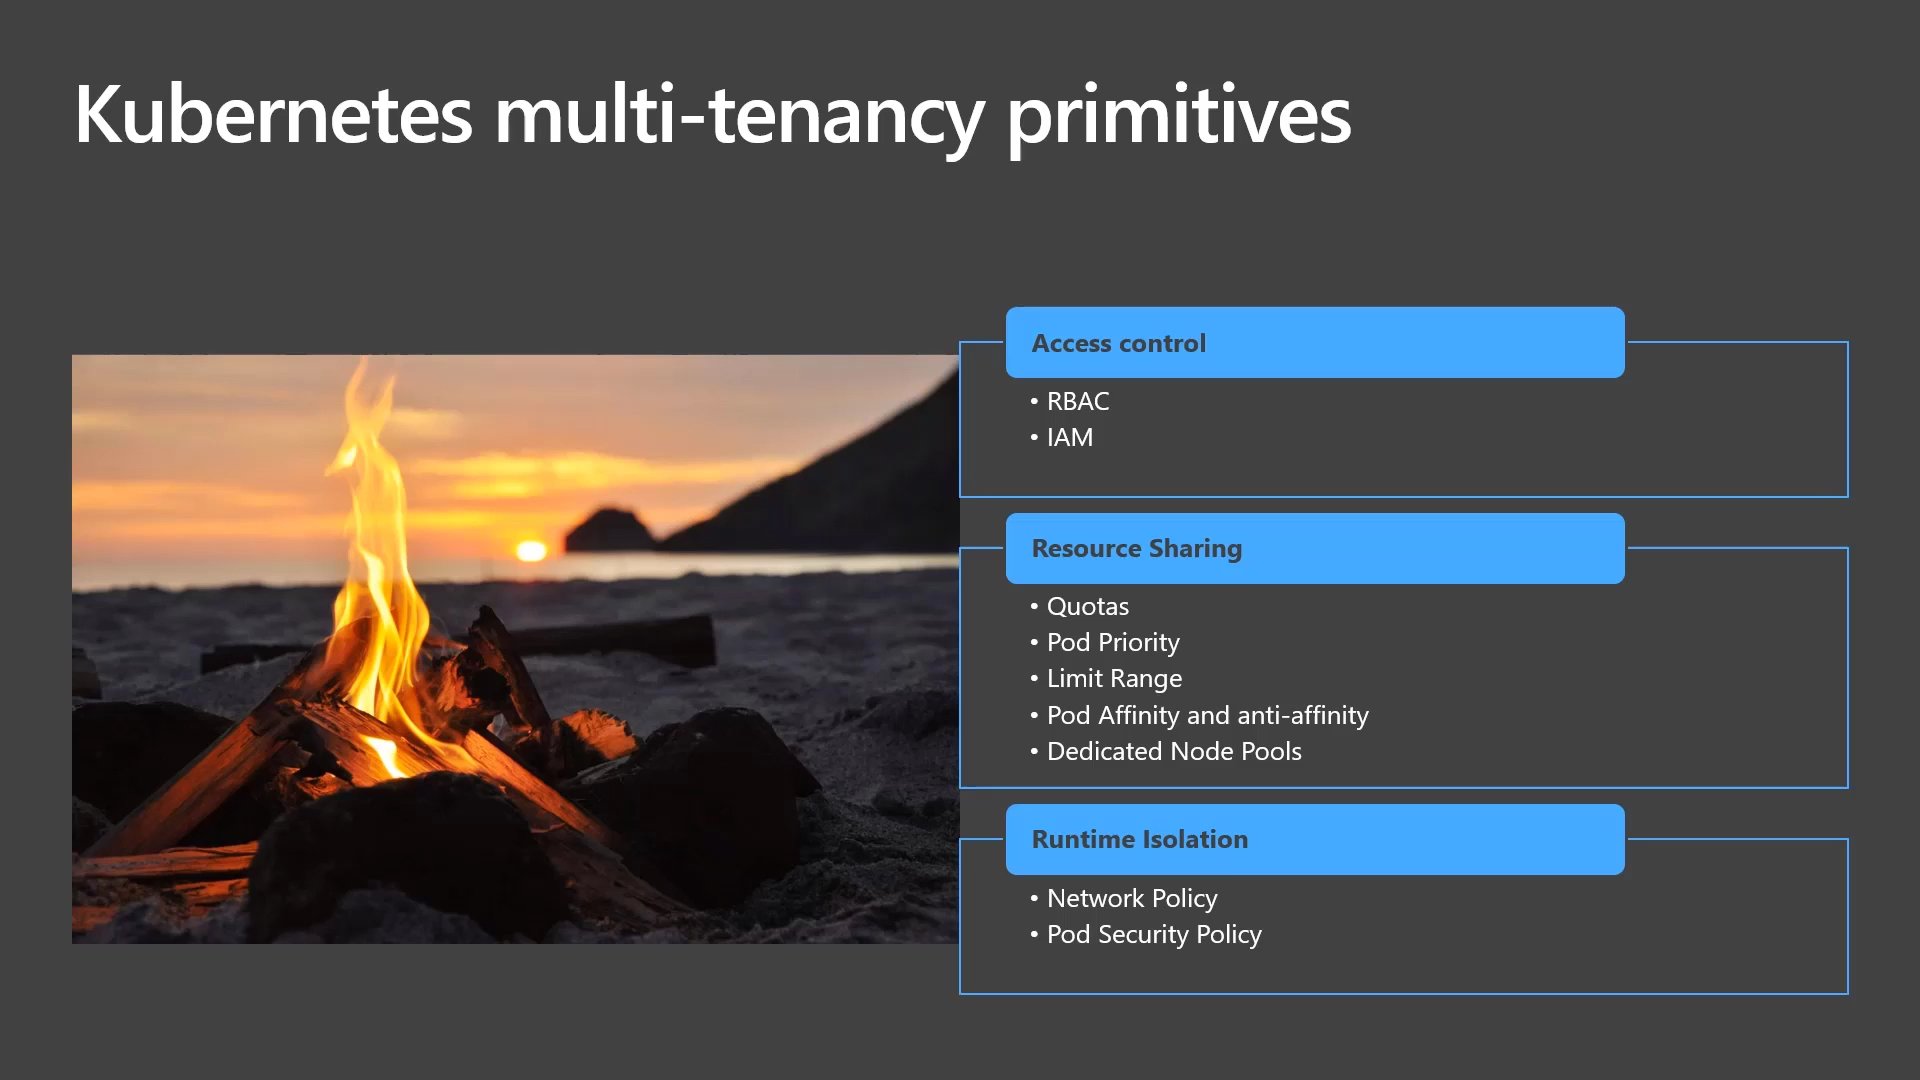 Kubernetes multi-tenancy primitives
Access control
• RBAC
• IAM
Resource Sharing
• Quotas
• Pod Priority
• Limit Range
• Pod Affinity and anti-affinity
• Dedicated Node Pools
Runtime Isolation
• Network Policy
• Pod Security Policy